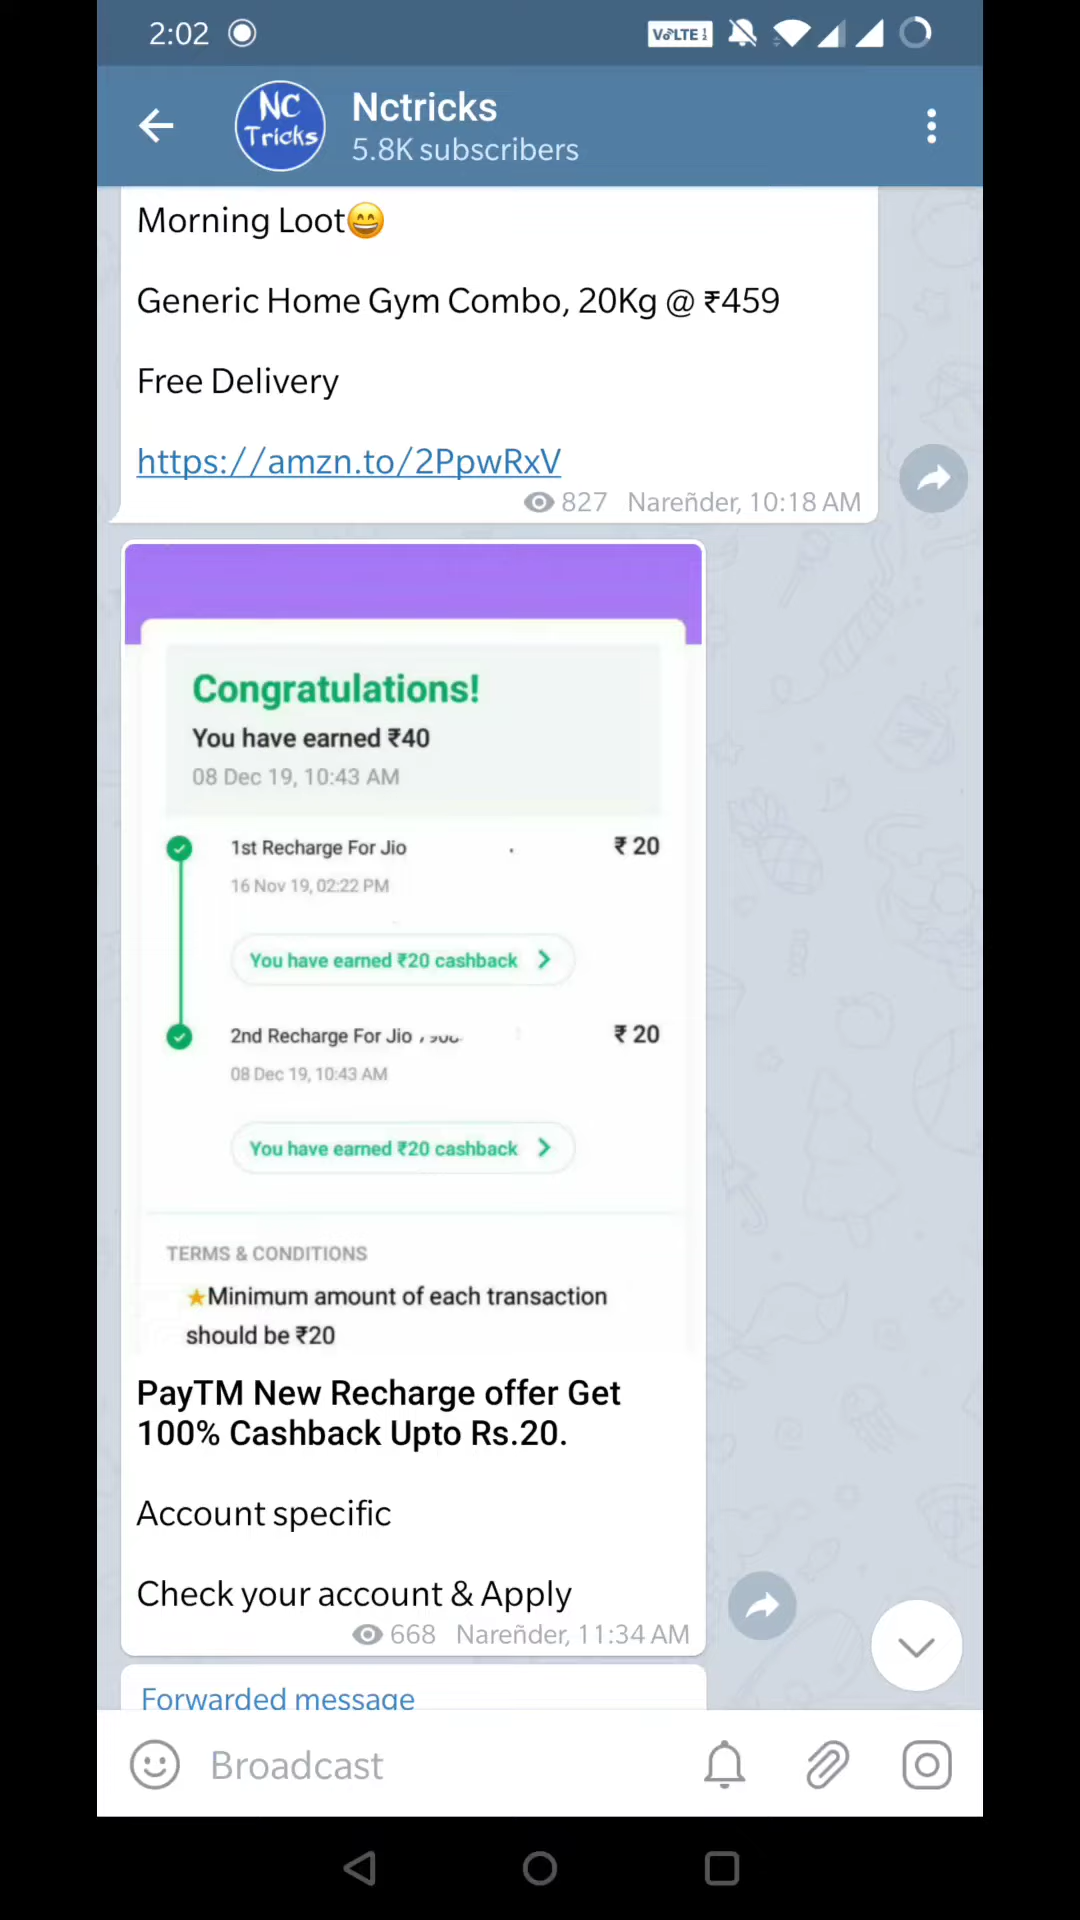 2:02
VoLTE
NC
Tricks
Nctricks
5.8K subscribers
Morning Loot😄
Generic Home Gym Combo, 20Kg @ ₹459
Free Delivery
https://amzn.to/2PpwRxV
827 Nareñder, 10:18 AM
Congratulations!
You have earned ₹40
08 Dec 19, 10:43 AM
1st Recharge For Jio ₹ 20
16 Nov 19, 02:22 PM
You have earned ₹20 cashback
2nd Recharge For Jio ₹ 20
08 Dec 19, 10:43 AM
You have earned ₹20 cashback
TERMS & CONDITIONS
⭐Minimum amount of each transaction
should be ₹20
PayTM New Recharge offer Get
100% Cashback Upto Rs.20.
Account specific
Check your account & Apply
668 Nareñder, 11:34 AM
Forwarded message
Broadcast